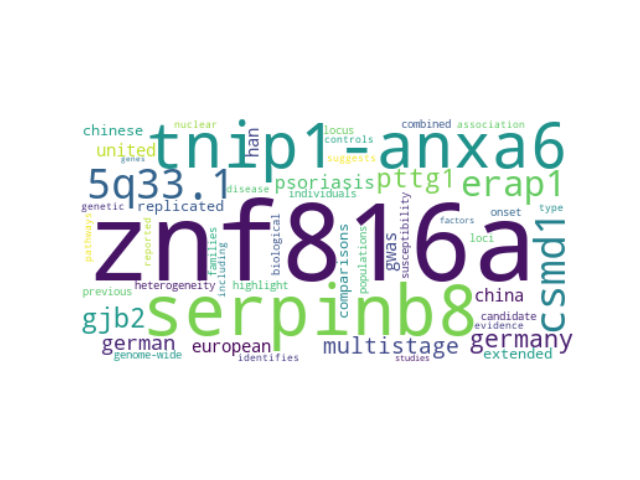 nuclear
combined
association
chinese
han
locus
tnip1-anxa6
controls
united
suggests
genes
5q33.1
psoriasis
pttg1
erap1
disease
individuals
genetic
replicated
znf816a
onset
type
pathways
reported
families
including
biological
comparisons
populations
gwas
susceptibility
factors
loci
csmd1
heterogeneity
highlight
previous
serpinb8
china
gjb2
candidate
evidence
german
european
multistage
germany
genome-wide
identifies
studies
extended